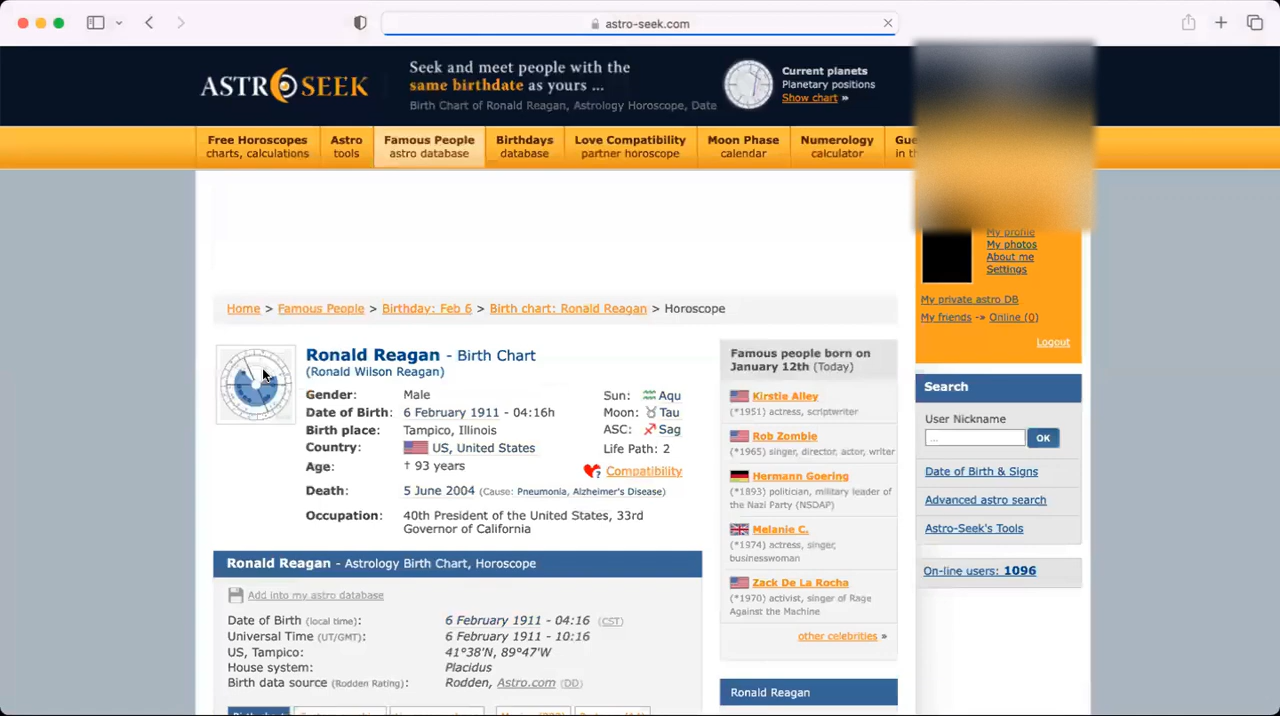 astro-seek.com
ASTROSEEK
Seek and meet people with the
same birthdate as yours ...
Birth Chart of Ronald Reagan, Astrology Horoscope, Date
Current planets
Planetary positions
Show chart »
Free Horoscopes
charts, calculations
Astro
tools
Famous People
astro database
Birthdays
database
Love Compatibility
partner horoscope
Moon Phase
calendar
Numerology
calculator
My profile
My photos
About me
Settings
My private astro DB
My friends -> Online (0)
Logout
Home > Famous People > Birthday: Feb 6 > Birth chart: Ronald Reagan > Horoscope
Ronald Reagan - Birth Chart
(Ronald Wilson Reagan)
Gender: Male
Date of Birth: 6 February 1911 - 04:16h
Birth place: Tampico, Illinois
Country: US, United States
Age: † 93 years
Death: 5 June 2004 (Cause: Pneumonia, Alzheimer's Disease)
Occupation: 40th President of the United States, 33rd
Governor of California
Sun: ♒ Aqu
Moon: ♉ Tau
ASC: ♐ Sag
Life Path: 2
Compatibility
Ronald Reagan - Astrology Birth Chart, Horoscope
Add into my astro database
Date of Birth (local time): 6 February 1911 - 04:16 (CST)
Universal Time (UT/GMT): 6 February 1911 - 10:16
US, Tampico: 41°38'N, 89°47'W
House system: Placidus
Birth data source (Rodden Rating): Rodden, Astro.com (DD)
Famous people born on
January 12th (Today)
Kirstie Alley
(*1951) actress, scriptwriter
Rob Zombie
(*1965) singer, director, actor, writer
Hermann Goering
(*1893) politician, military leader of
the Nazi Party (NSDAP)
Melanie C.
(*1974) actress, singer,
businesswoman
Zack De La Rocha
(*1970) activist, singer of Rage
Against the Machine
other celebrities »
Ronald Reagan
Search
User Nickname
...
OK
Date of Birth & Signs
Advanced astro search
Astro-Seek's Tools
On-line users: 1096